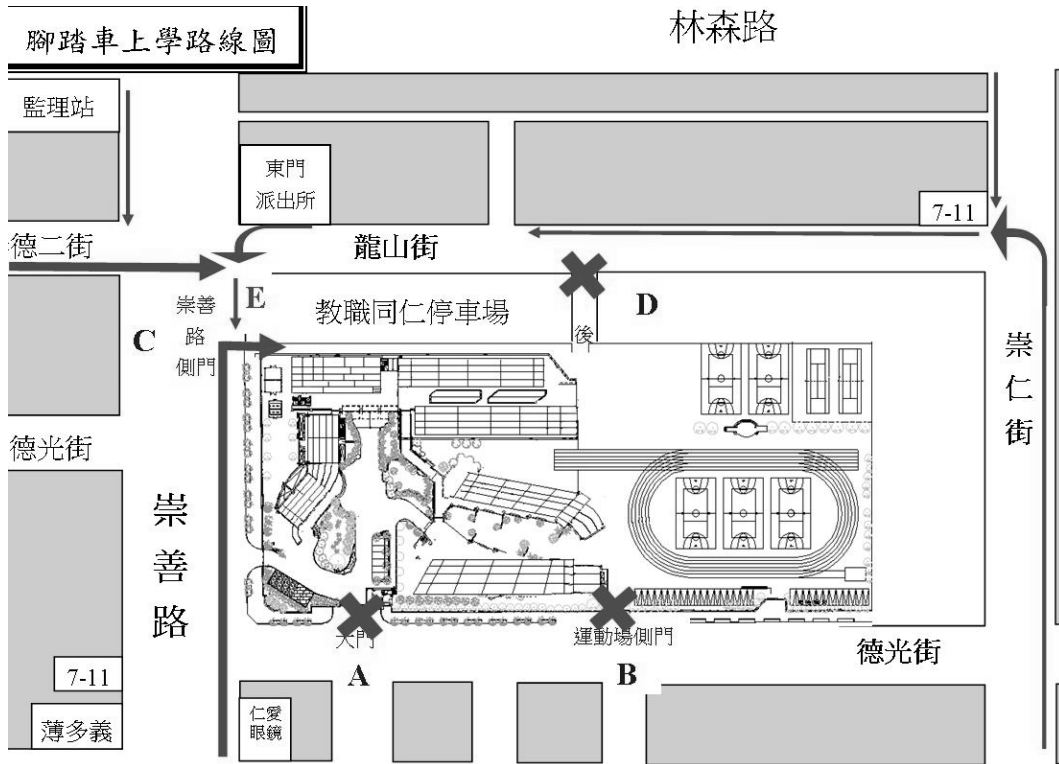 腳踏車上學路線圖
林森路
監理站
東門
派出所
7-11
德二街
龍山街
崇善
路
側門
E
C
教職同仁停車場
D
後
崇仁街
德光街
崇善路
大門
運動場側門
德光街
A
B
7-11
薄多義
仁愛
眼鏡